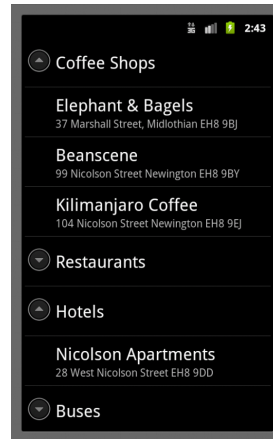 3G 2:43
Coffee Shops
Elephant & Bagels
37 Marshall Street, Midlothian EH8 9BJ
Beanscene
99 Nicolson Street Newington EH8 9BY
Kilimanjaro Coffee
104 Nicolson Street Newington EH8 9EJ
Restaurants
Hotels
Nicolson Apartments
28 West Nicolson Street EH8 9DD
Buses